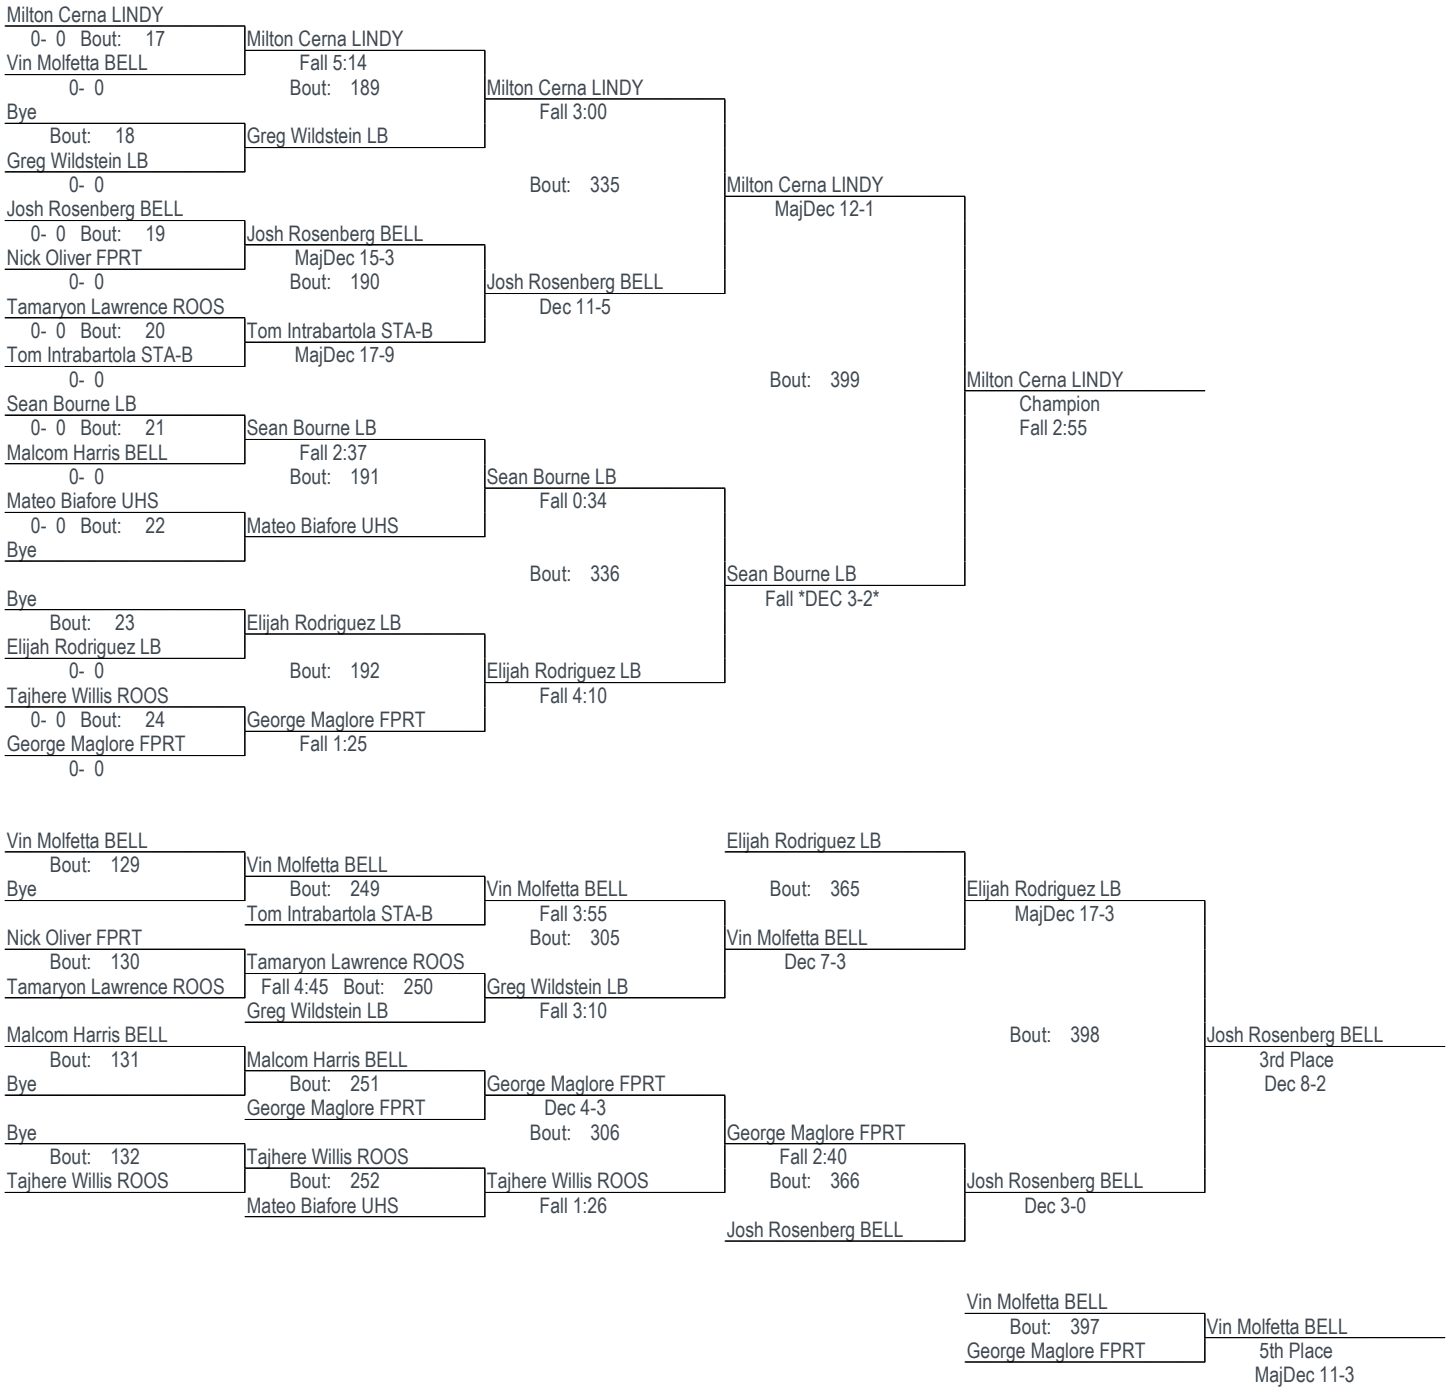 Milton Cerna LINDY
0- 0 Bout: 17 Milton Cerna LINDY
Vin Molfetta BELL Fall 5:14
0- 0 Bout: 189 Milton Cerna LINDY
Bye Fall 3:00
Bout: 18 Greg Wildstein LB
Greg Wildstein LB
0- 0 Bout: 335 Milton Cerna LINDY
Josh Rosenberg BELL MajDec 12-1
0- 0 Bout: 19 Josh Rosenberg BELL
Nick Oliver FPRT MajDec 15-3
0- 0 Bout: 190 Josh Rosenberg BELL
Tamaryon Lawrence ROOS Dec 11-5
0- 0 Bout: 20 Tom Intrabartola STA-B
Tom Intrabartola STA-B MajDec 17-9
0- 0 Bout: 399 Milton Cerna LINDY
Sean Bourne LB Champion
0- 0 Bout: 21 Sean Bourne LB Fall 2:55
Malcom Harris BELL Fall 2:37
0- 0 Bout: 191 Sean Bourne LB
Mateo Biafore UHS Fall 0:34
0- 0 Bout: 22 Mateo Biafore UHS
Bye
Bout: 336 Sean Bourne LB
Bye Fall *DEC 3-2*
Bout: 23 Elijah Rodriguez LB
Elijah Rodriguez LB
0- 0 Bout: 192 Elijah Rodriguez LB
Tajhere Willis ROOS Fall 4:10
0- 0 Bout: 24 George Maglore FPRT
George Maglore FPRT Fall 1:25
0- 0
Vin Molfetta BELL Elijah Rodriguez LB
Bout: 129 Vin Molfetta BELL
Bye Bout: 249 Vin Molfetta BELL Bout: 365 Elijah Rodriguez LB
Tom Intrabartola STA-B Fall 3:55 MajDec 17-3
Nick Oliver FPRT Bout: 305 Vin Molfetta BELL
Bout: 130 Tamaryon Lawrence ROOS Dec 7-3
Tamaryon Lawrence ROOS Fall 4:45 Bout: 250 Greg Wildstein LB
Greg Wildstein LB Fall 3:10
Malcom Harris BELL Bout: 398 Josh Rosenberg BELL
Bout: 131 Malcom Harris BELL 3rd Place
Bye Bout: 251 George Maglore FPRT Dec 8-2
George Maglore FPRT Dec 4-3
Bye Bout: 306 George Maglore FPRT
Bout: 132 Tajhere Willis ROOS Fall 2:40
Tajhere Willis ROOS Bout: 252 Tajhere Willis ROOS Bout: 366 Josh Rosenberg BELL
Mateo Biafore UHS Fall 1:26 Dec 3-0
Josh Rosenberg BELL
Vin Molfetta BELL
Bout: 397 Vin Molfetta BELL
George Maglore FPRT 5th Place
MajDec 11-3